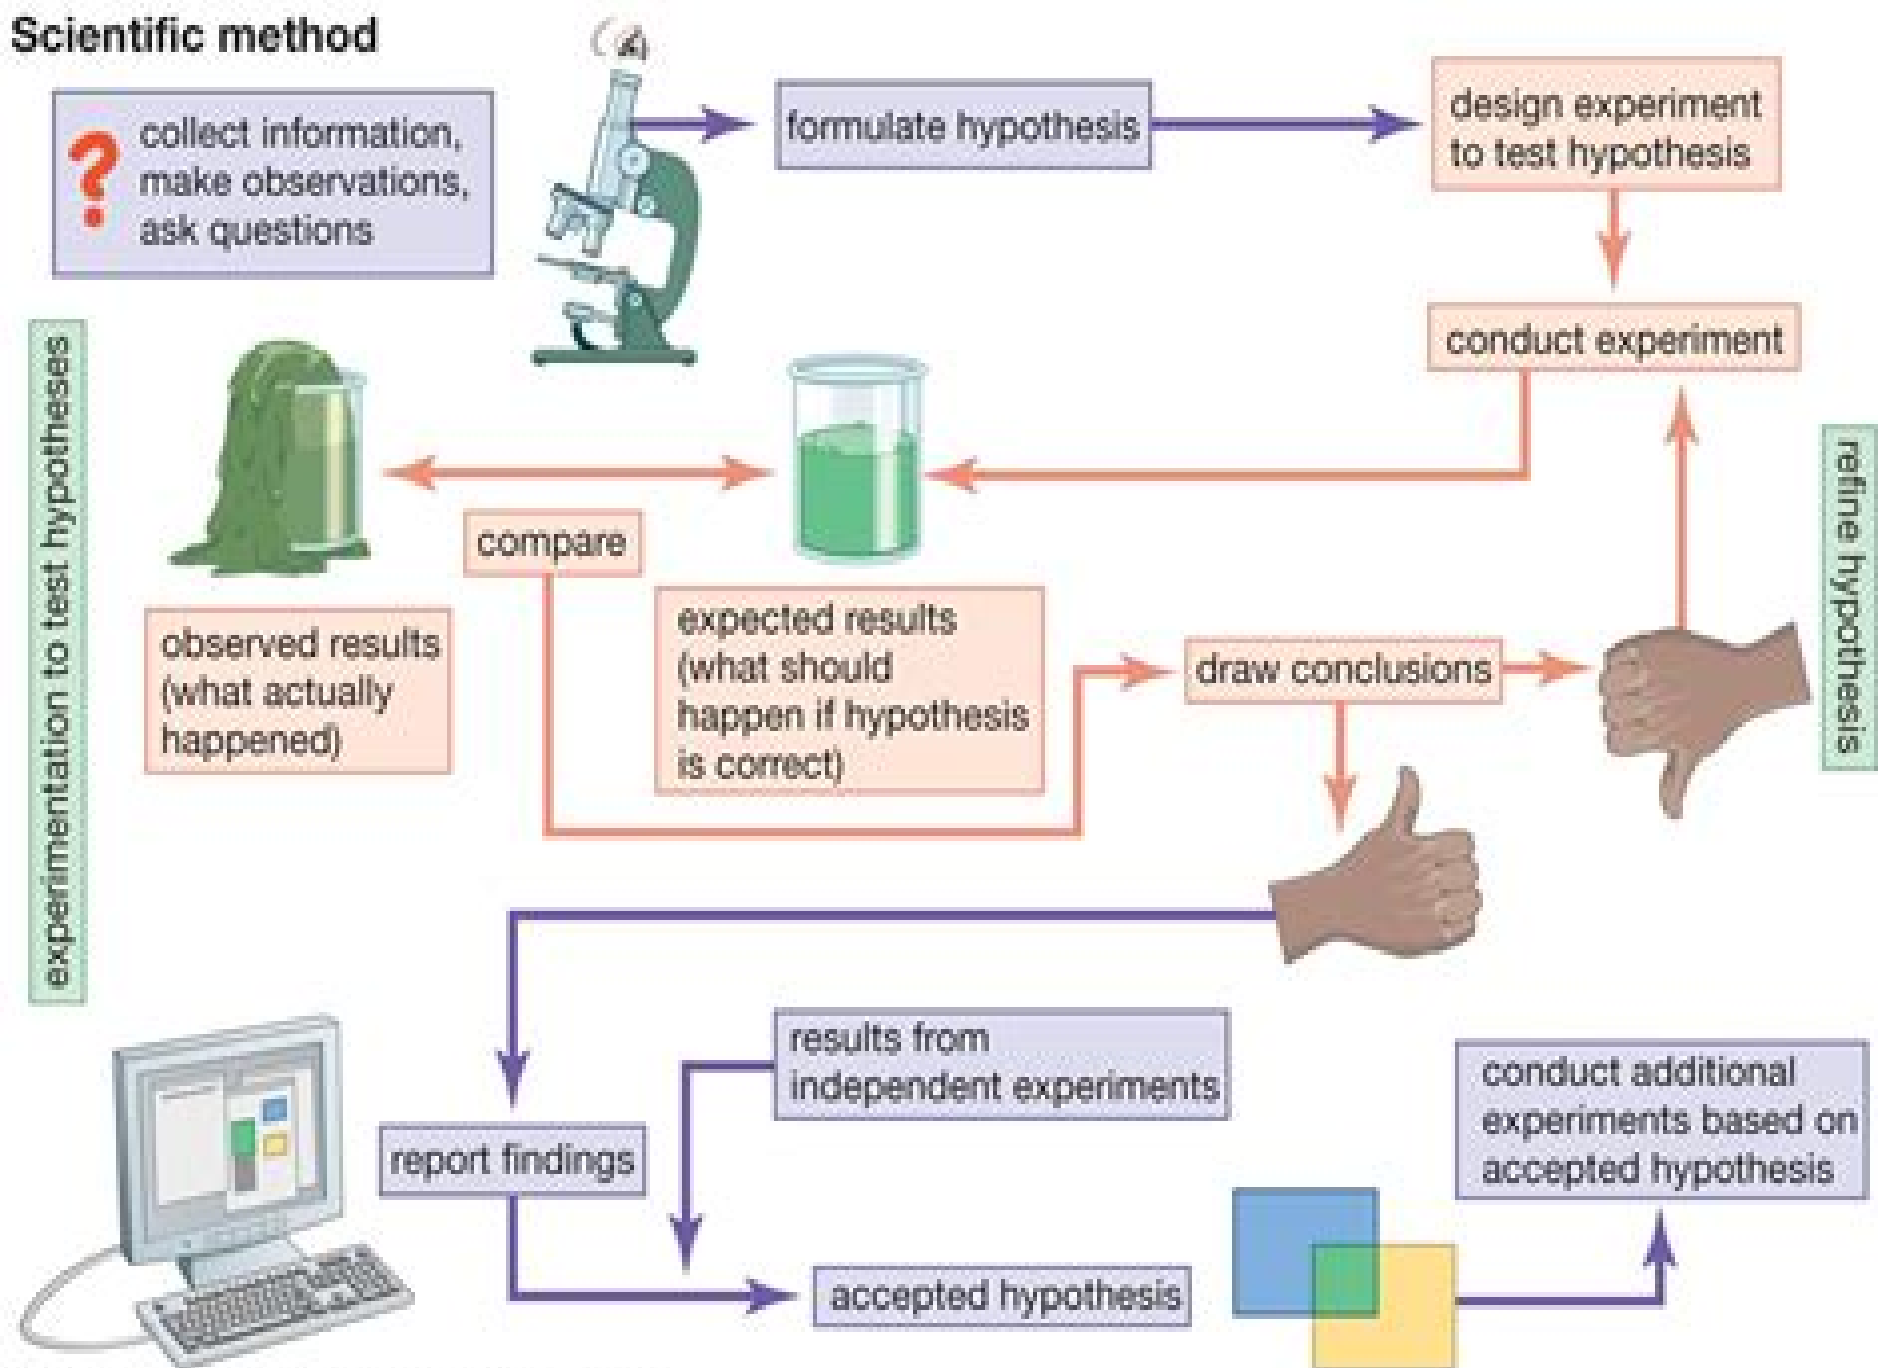 Scientific method
?
collect information,
make observations,
ask questions
formulate hypothesis
design experiment
to test hypothesis
conduct experiment
experimentation to test hypotheses
refine hypothesis
compare
observed results
(what actually
happened)
expected results
(what should
happen if hypothesis
is correct)
draw conclusions
report findings
results from
independent experiments
accepted hypothesis
conduct additional
experiments based on
accepted hypothesis